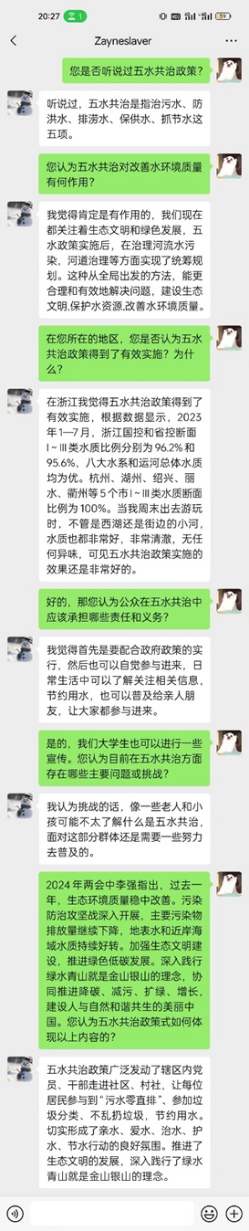 20:27
59
Zayneslaver
您是否听说过五水共治政策？
听说过，五水共治是指治污水、防
洪水、排涝水、保供水、抓节水这
五项。
您认为五水共治对改善水环境质量
有何作用？
我觉得肯定是有作用的，我们现在
都关注着生态文明和绿色发展，五
水政策实施后，在治理河流水污
染，河道治理等方面实现了统筹规
划。这种从全局出发的方法，能更
合理和有效地解决问题，建设生态
文明,保护水资源,改善水环境质量。
在您所在的地区，您是否认为五水
共治政策得到了有效实施？为什
么？
在浙江我觉得五水共治政策得到了
有效实施，根据数据显示，2023
年1—7月，浙江国控和省控断面
I～III类水质比例分别为96.2%和
95.6%，八大水系和运河总体水质
均为优。杭州、湖州、绍兴、丽
水、衢州等5个市I～III类水质断面
比例为100%。当我周末出去游玩
时，不管是西湖还是街边的小河，
水质也都非常好，非常清澈，无任
何异味，可见五水共治政策实施的
效果还是非常好的。
好的，那您认为公众在五水共治中
应该承担哪些责任和义务？
我觉得首先是要配合政府政策的实
行，然后也可以自觉参与进来，日
常生活中可以了解关注相关信息，
节约用水，也可以普及给亲人朋
友，让大家都参与进来。
是的，我们大学生也可以进行一些
宣传。您认为目前在五水共治方面
存在哪些主要问题或挑战？
我认为挑战的话，像一些老人和小
孩可能不太了解什么是五水共治，
面对这部分群体还是需要一些努力
去普及的。
2024年两会中李强指出，过去一
年，生态环境质量稳中改善。污染
防治攻坚战深入开展，主要污染物
排放量继续下降，地表水和近岸海
域水质持续好转。加强生态文明建
设，推进绿色低碳发展。深入践行
绿水青山就是金山银山的理念，协
同推进降碳、减污、扩绿、增长，
建设人与自然和谐共生的美丽中
国。您认为五水共治政策式如何体
现以上内容的？
五水共治政策广泛发动了辖区内党
员、干部走进社区、村社，让每位
居民参与到“污水零直排”、参加垃
圾分类、不乱扔垃圾，节约用水。
切实形成了亲水、爱水、治水、护
水、节水行动的良好氛围。推进了
生态文明的发展，深入践行了绿水
青山就是金山银山的理念。